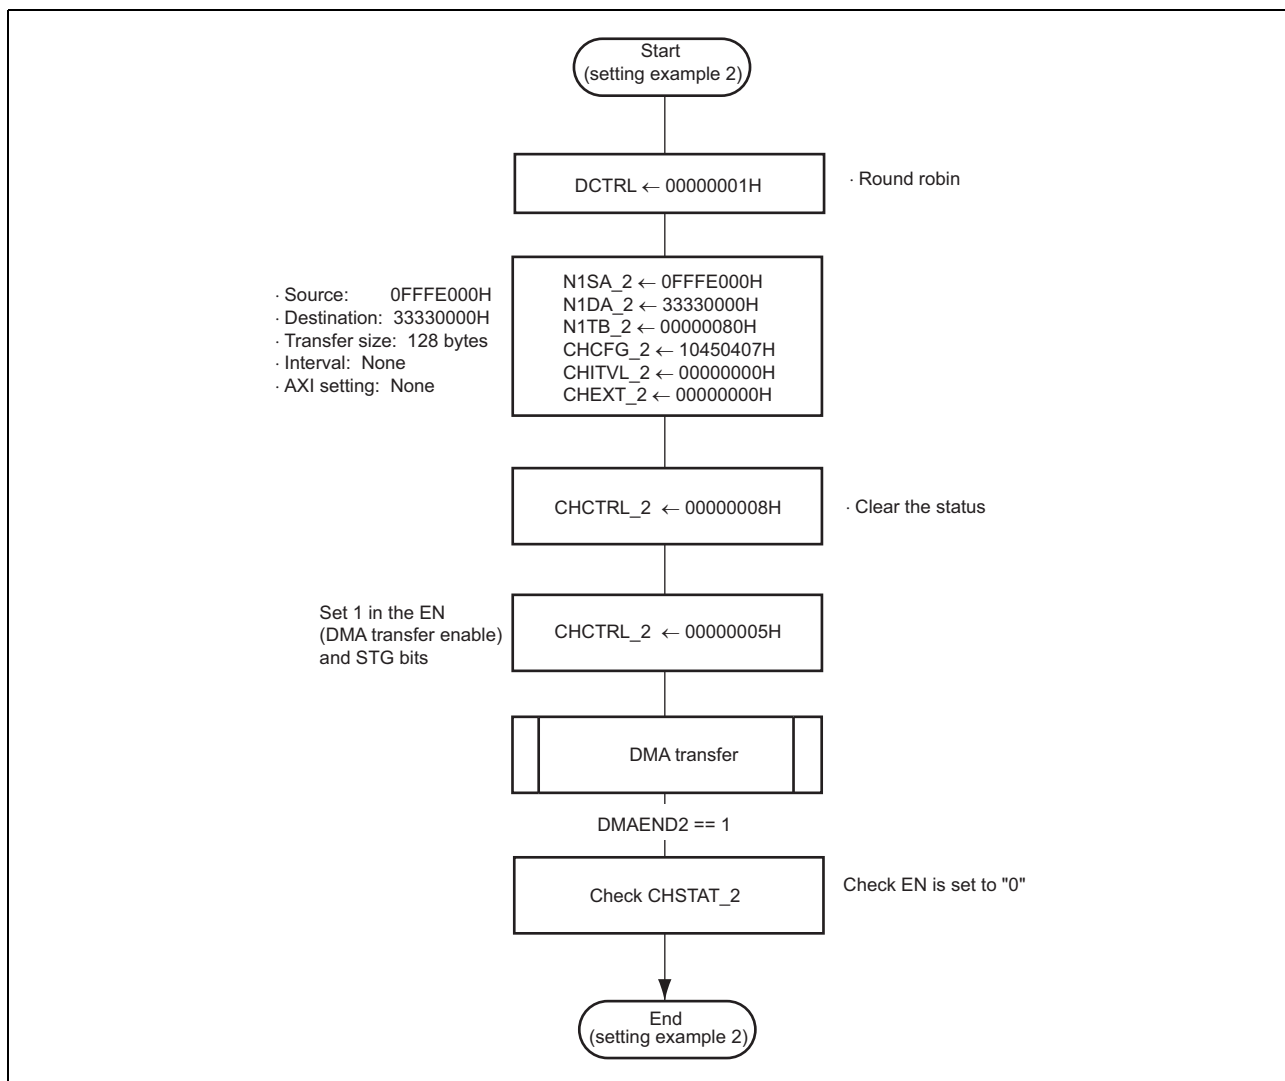 Start
(setting example 2)
DCTRL ← 00000001H
· Round robin
· Source: 0FFFE000H
· Destination: 33330000H
· Transfer size: 128 bytes
· Interval: None
· AXI setting: None
N1SA_2 ← 0FFFE000H
N1DA_2 ← 33330000H
N1TB_2 ← 00000080H
CHCFG_2 ← 10450407H
CHITVL_2 ← 00000000H
CHEXT_2 ← 00000000H
CHCTRL_2 ← 00000008H
· Clear the status
Set 1 in the EN
(DMA transfer enable)
and STG bits
CHCTRL_2 ← 00000005H
DMA transfer
DMAEND2 == 1
Check CHSTAT_2
Check EN is set to "0"
End
(setting example 2)